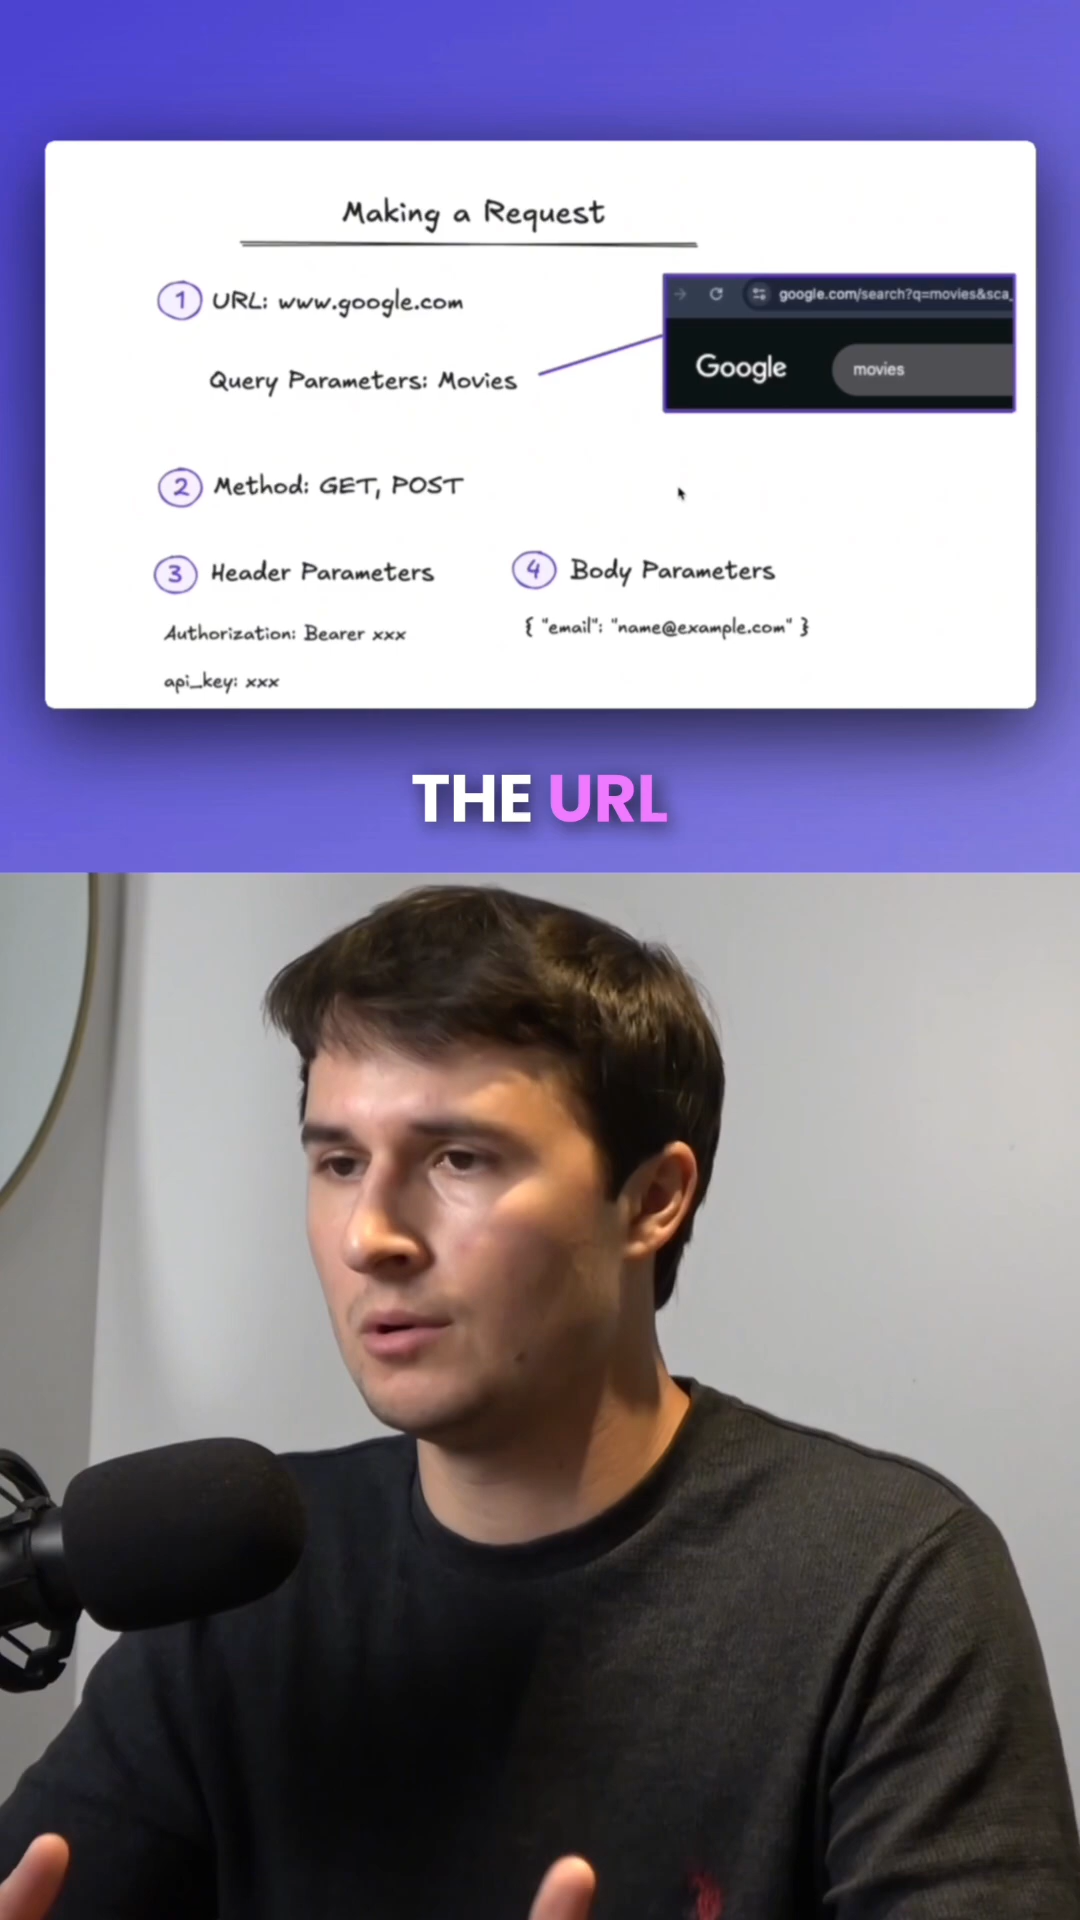 Making a Request
1 URL: www.google.com
google.com/search?q=movies&sca_
Query Parameters: Movies
Google movies
2 Method: GET, POST
3 Header Parameters
4 Body Parameters
Authorization: Bearer xxx
{ "email": "name@example.com" }
api_key: xxx
THE URL